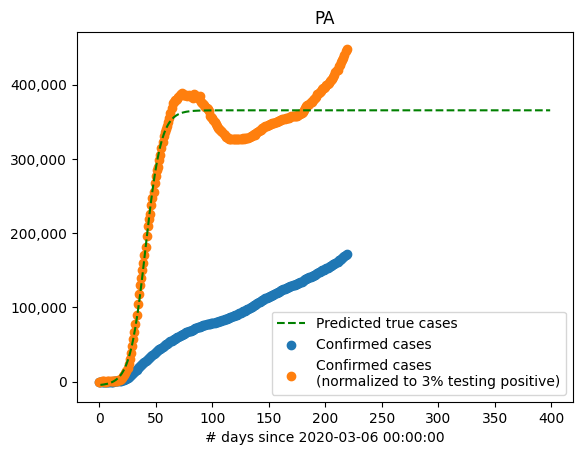 PA
400,000
300,000
200,000
100,000
0
Predicted true cases
Confirmed cases
Confirmed cases
(normalized to 3% testing positive)
0 50 100 150 200 250 300 350 400
# days since 2020-03-06 00:00:00